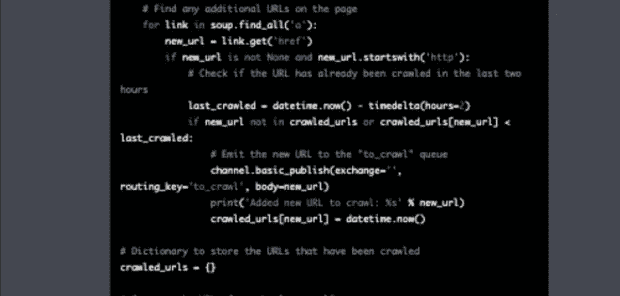 # Find any additional URLs on the page
for link in soup.find_all('a'):
new_url = link.get('href')
if new_url is not None and new_url.startswith('http'):
# Check if the URL has already been crawled in the last two
hours
last_crawled = datetime.now() - timedelta(hours=2)
if new_url not in crawled_urls or crawled_urls[new_url] <
last_crawled:
# Emit the new URL to the "to_crawl" queue
channel.basic_publish(exchange='',
routing_key='to_crawl', body=new_url)
print('Added new URL to crawl: %s' % new_url)
crawled_urls[new_url] = datetime.now()
# Dictionary to store the URLs that have been crawled
crawled_urls = {}